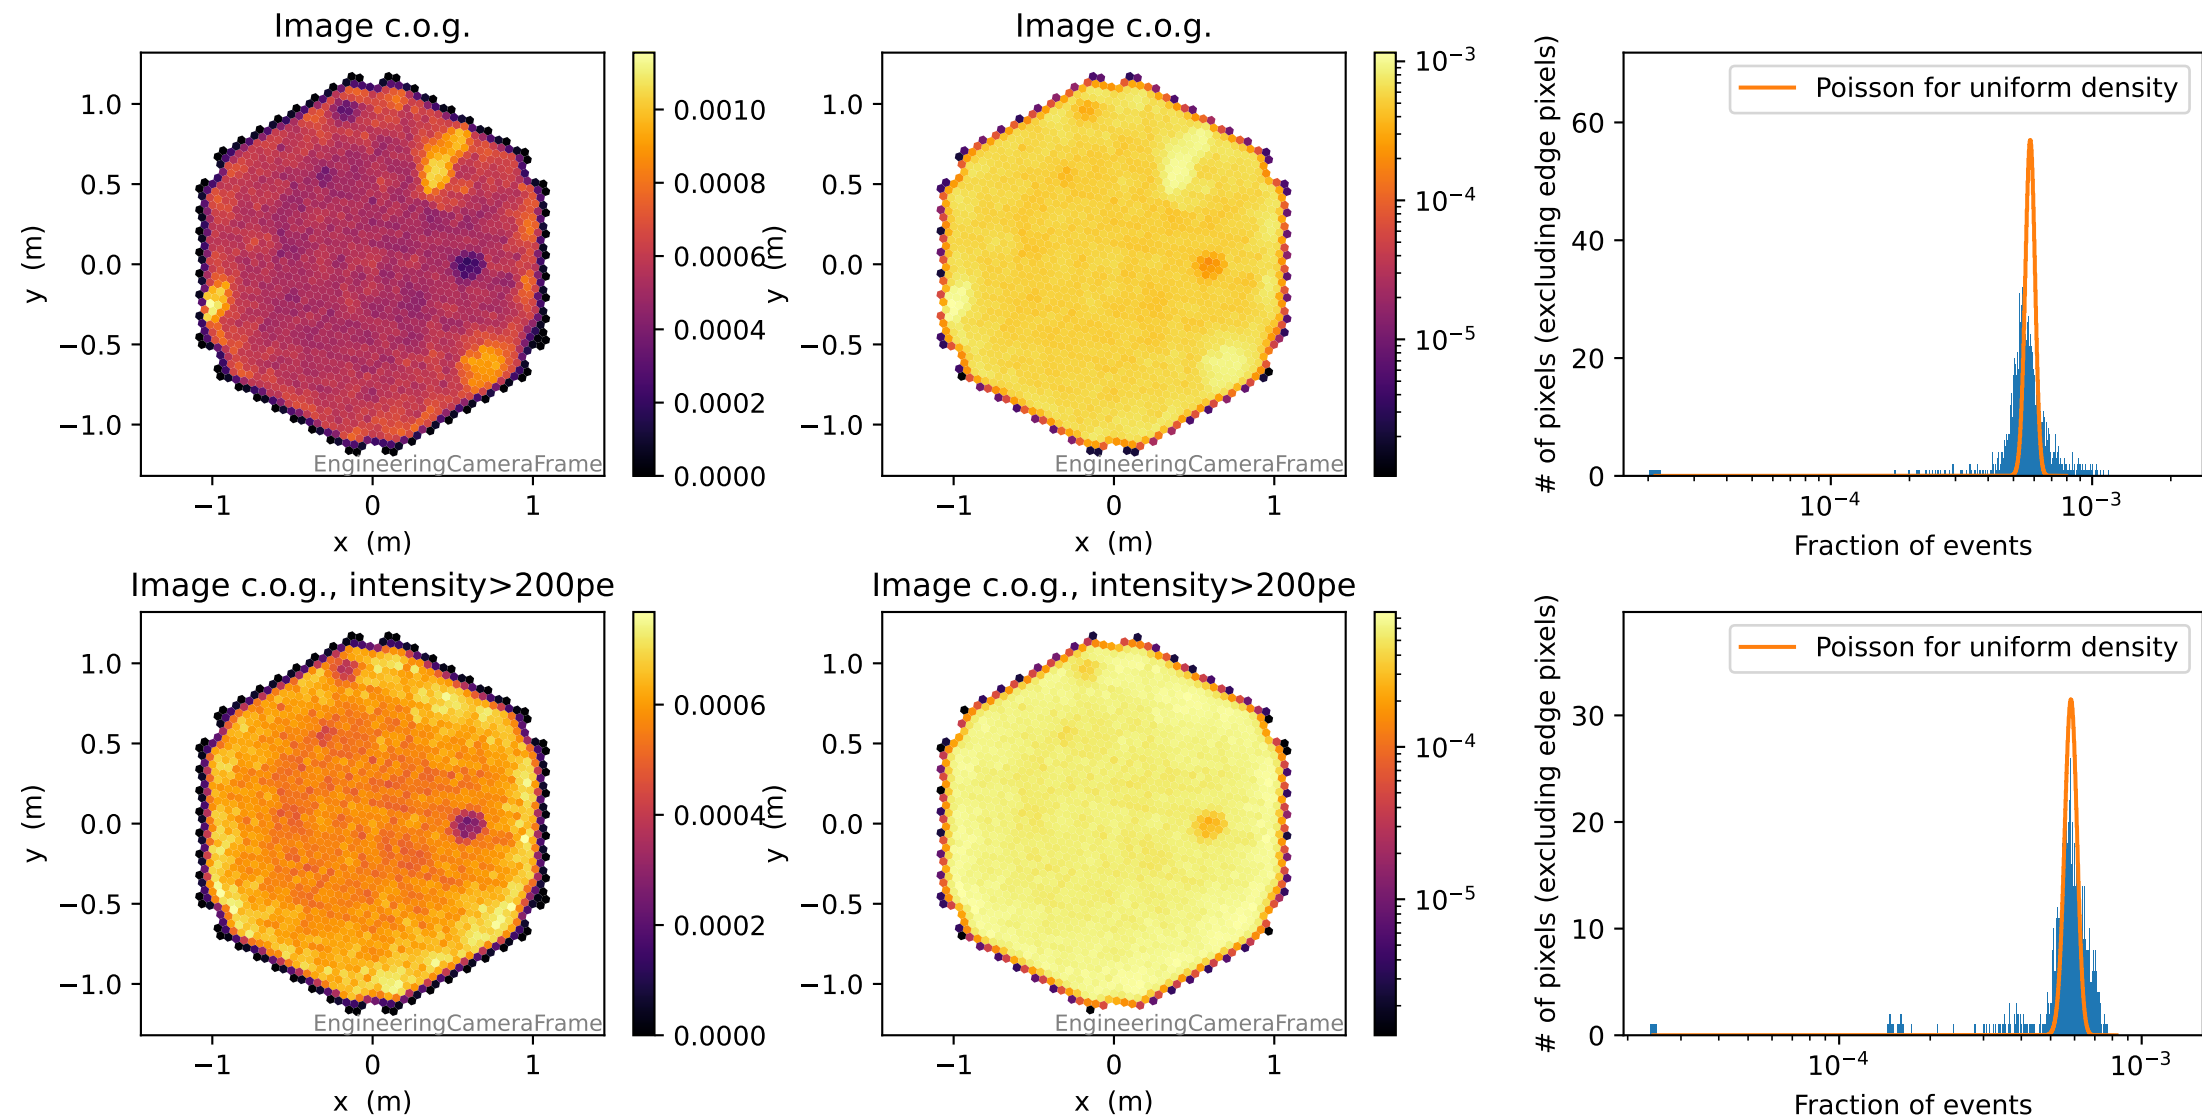 Image c.o.g.
1.0
0.5
0.0
−0.5
−1.0
y (m)
−1
0
1
x (m)
EngineeringCameraFrame
0.0010
0.0008
0.0006
0.0004
0.0002
0.0000
Image c.o.g.
1.0
0.5
0.0
−0.5
−1.0
y (m)
−1
0
1
x (m)
EngineeringCameraFrame
10⁻³
10⁻⁴
10⁻⁵
# of pixels (excluding edge pixels)
60
40
20
0
Poisson for uniform density
10⁻⁴
10⁻³
Fraction of events
Image c.o.g., intensity>200pe
1.0
0.5
0.0
−0.5
−1.0
y (m)
−1
0
1
x (m)
EngineeringCameraFrame
0.0006
0.0004
0.0002
0.0000
Image c.o.g., intensity>200pe
1.0
0.5
0.0
−0.5
−1.0
y (m)
−1
0
1
x (m)
EngineeringCameraFrame
10⁻⁴
10⁻⁵
# of pixels (excluding edge pixels)
30
20
10
0
Poisson for uniform density
10⁻⁴
10⁻³
Fraction of events